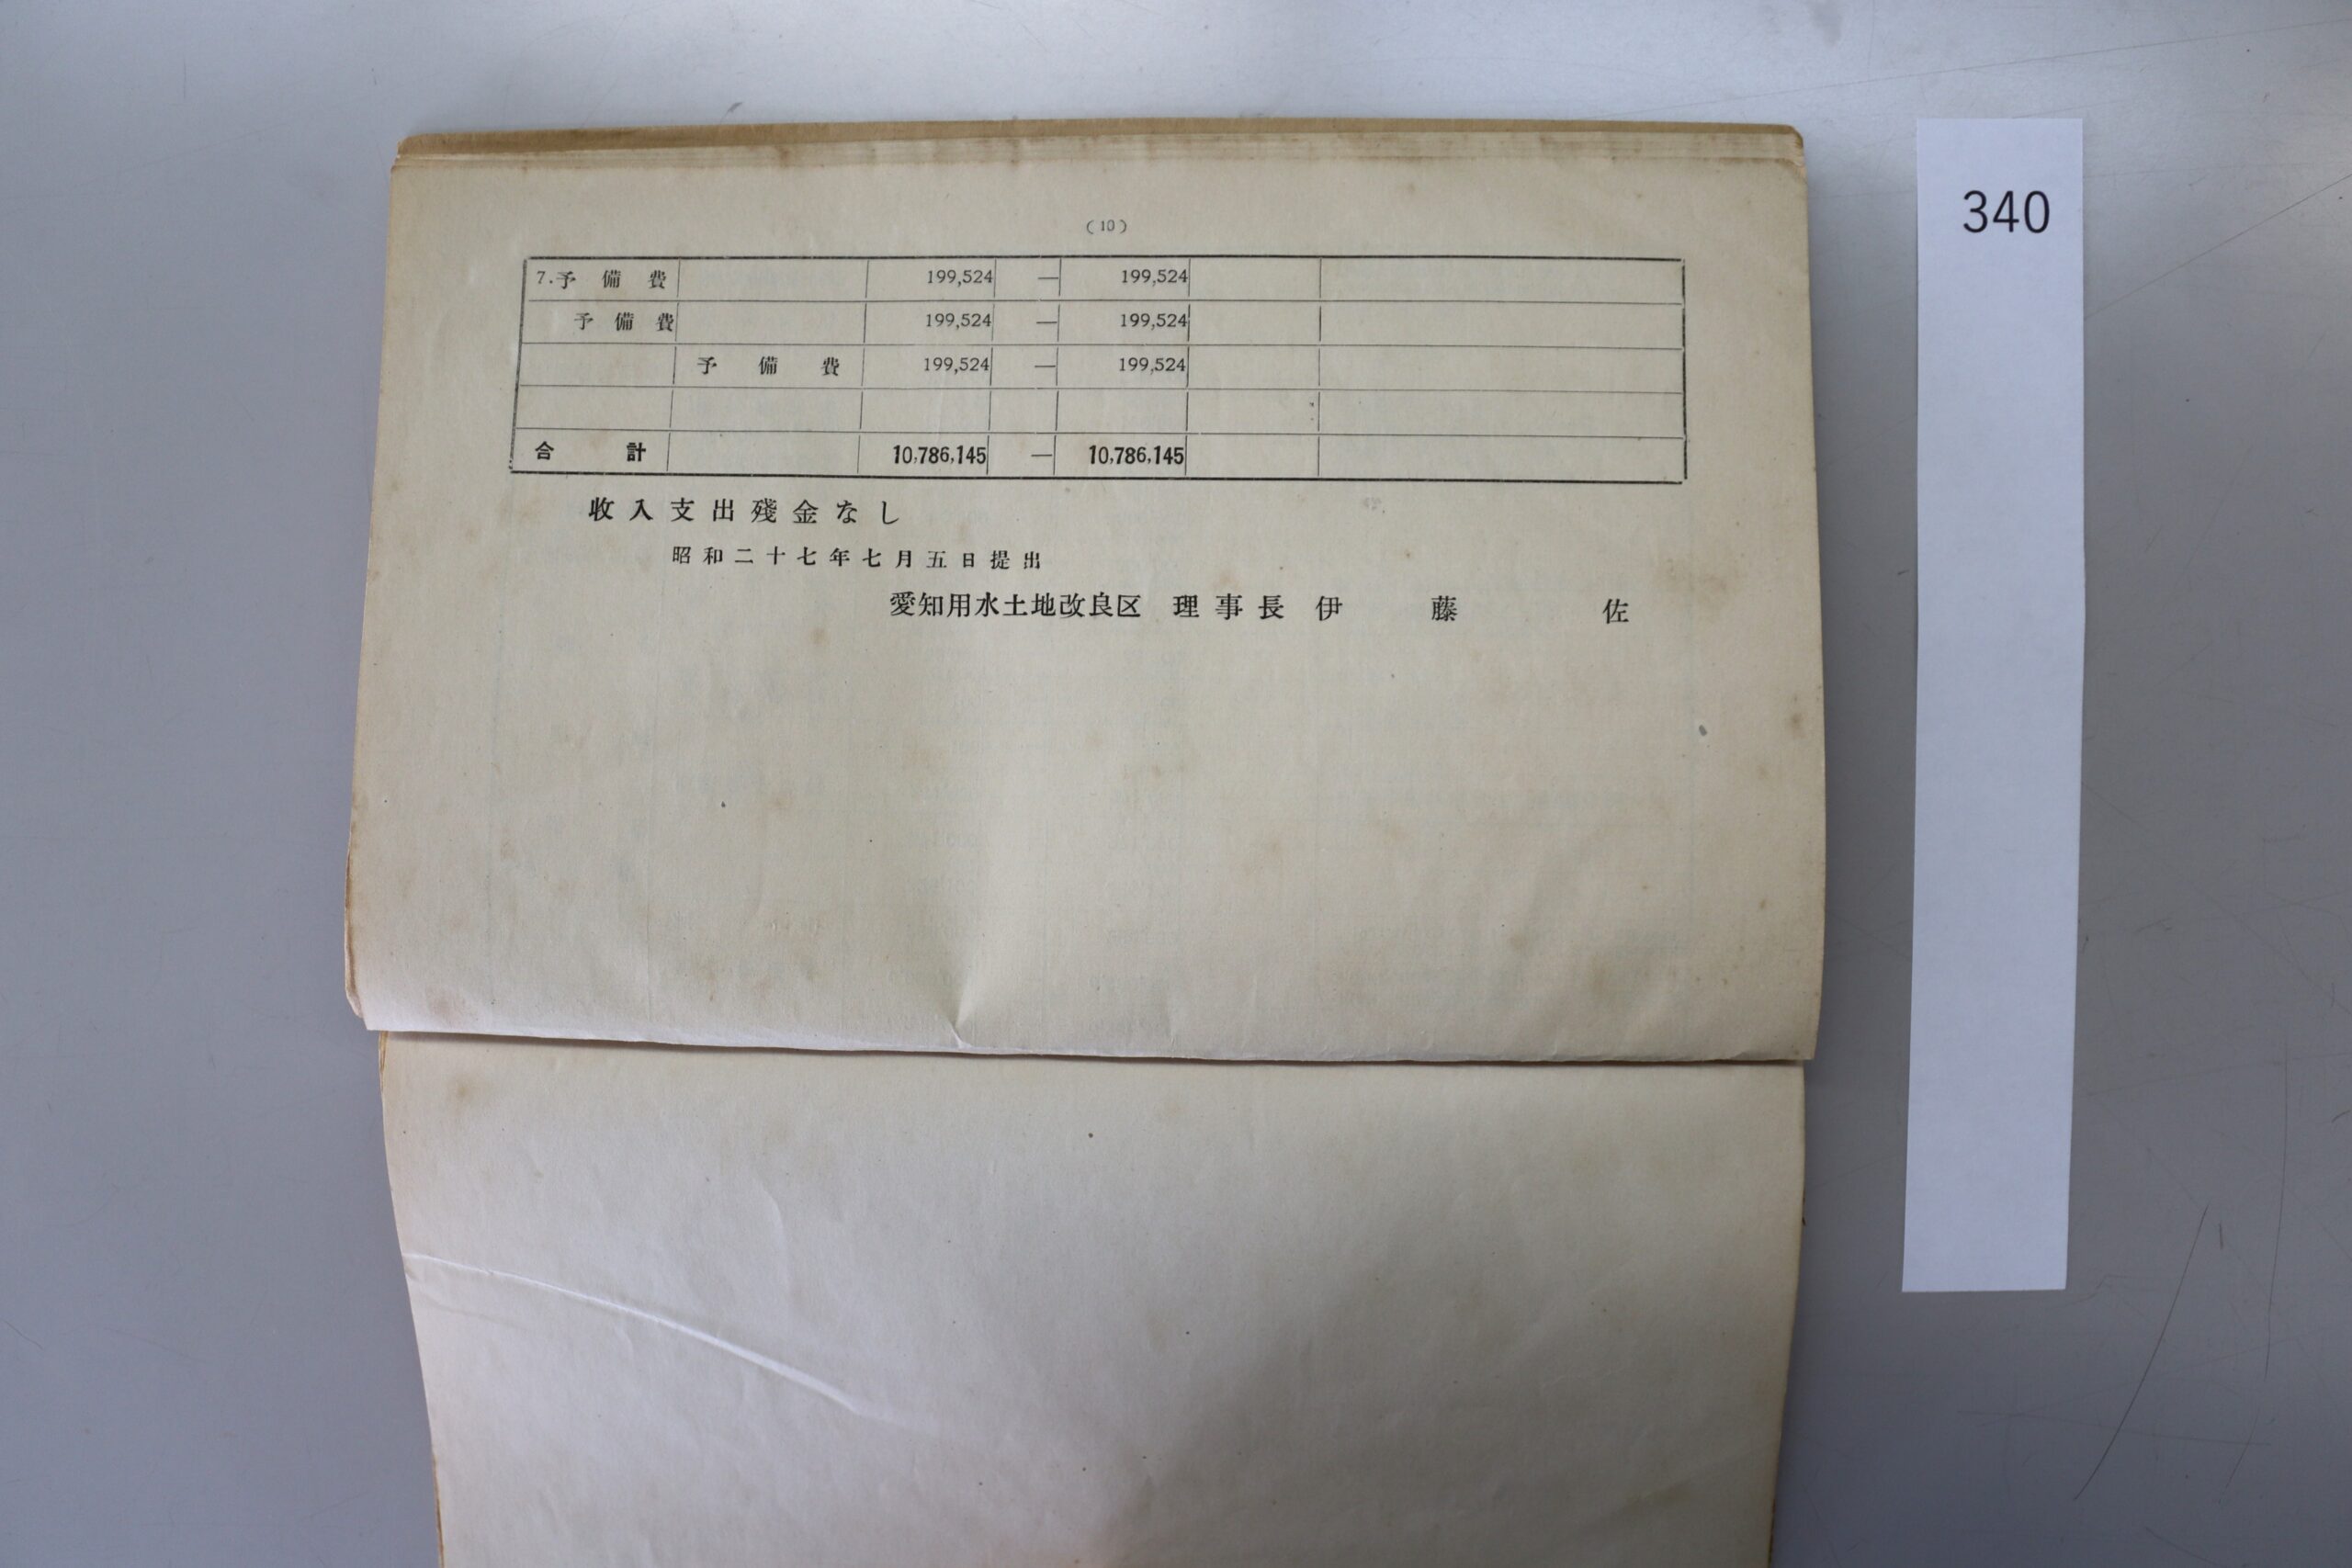 (10)
7.予備費 199,524 — 199,524
予備費 199,524 — 199,524
予備費 199,524 — 199,524
合計 10,786,145 — 10,786,145
收入支出殘金なし
昭和二十七年七月五日提出
愛知用水土地改良区 理事長 伊藤 佐
340